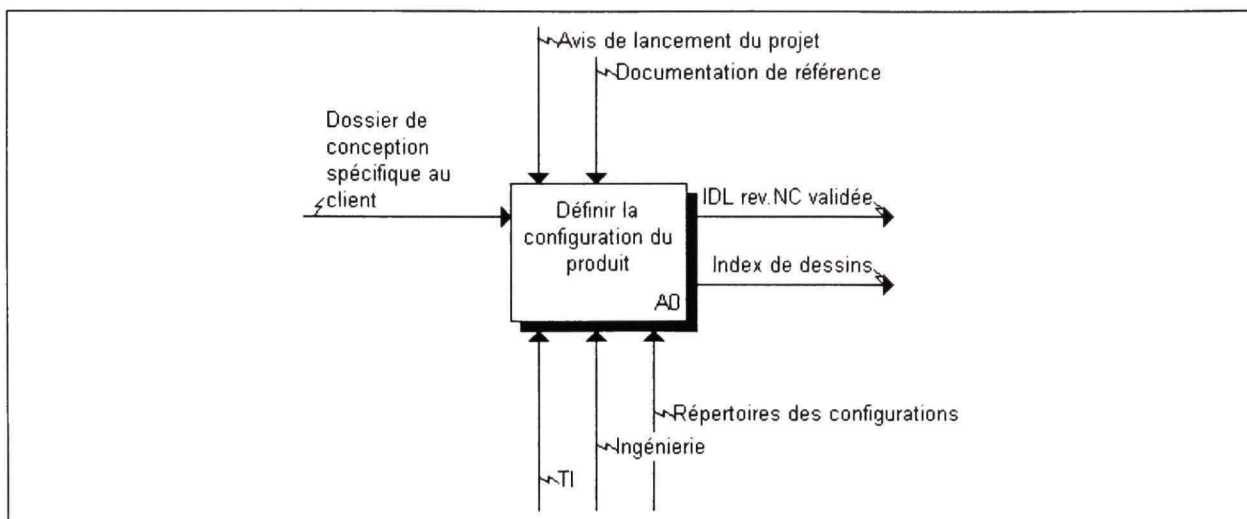 Avis de lancement du projet
Documentation de référence
Dossier de
conception
spécifique au
client
Définir la
configuration du
produit
A0
IDL rev.NC validée
Index de dessins
Répertoires des configurations
Ingénierie
TI